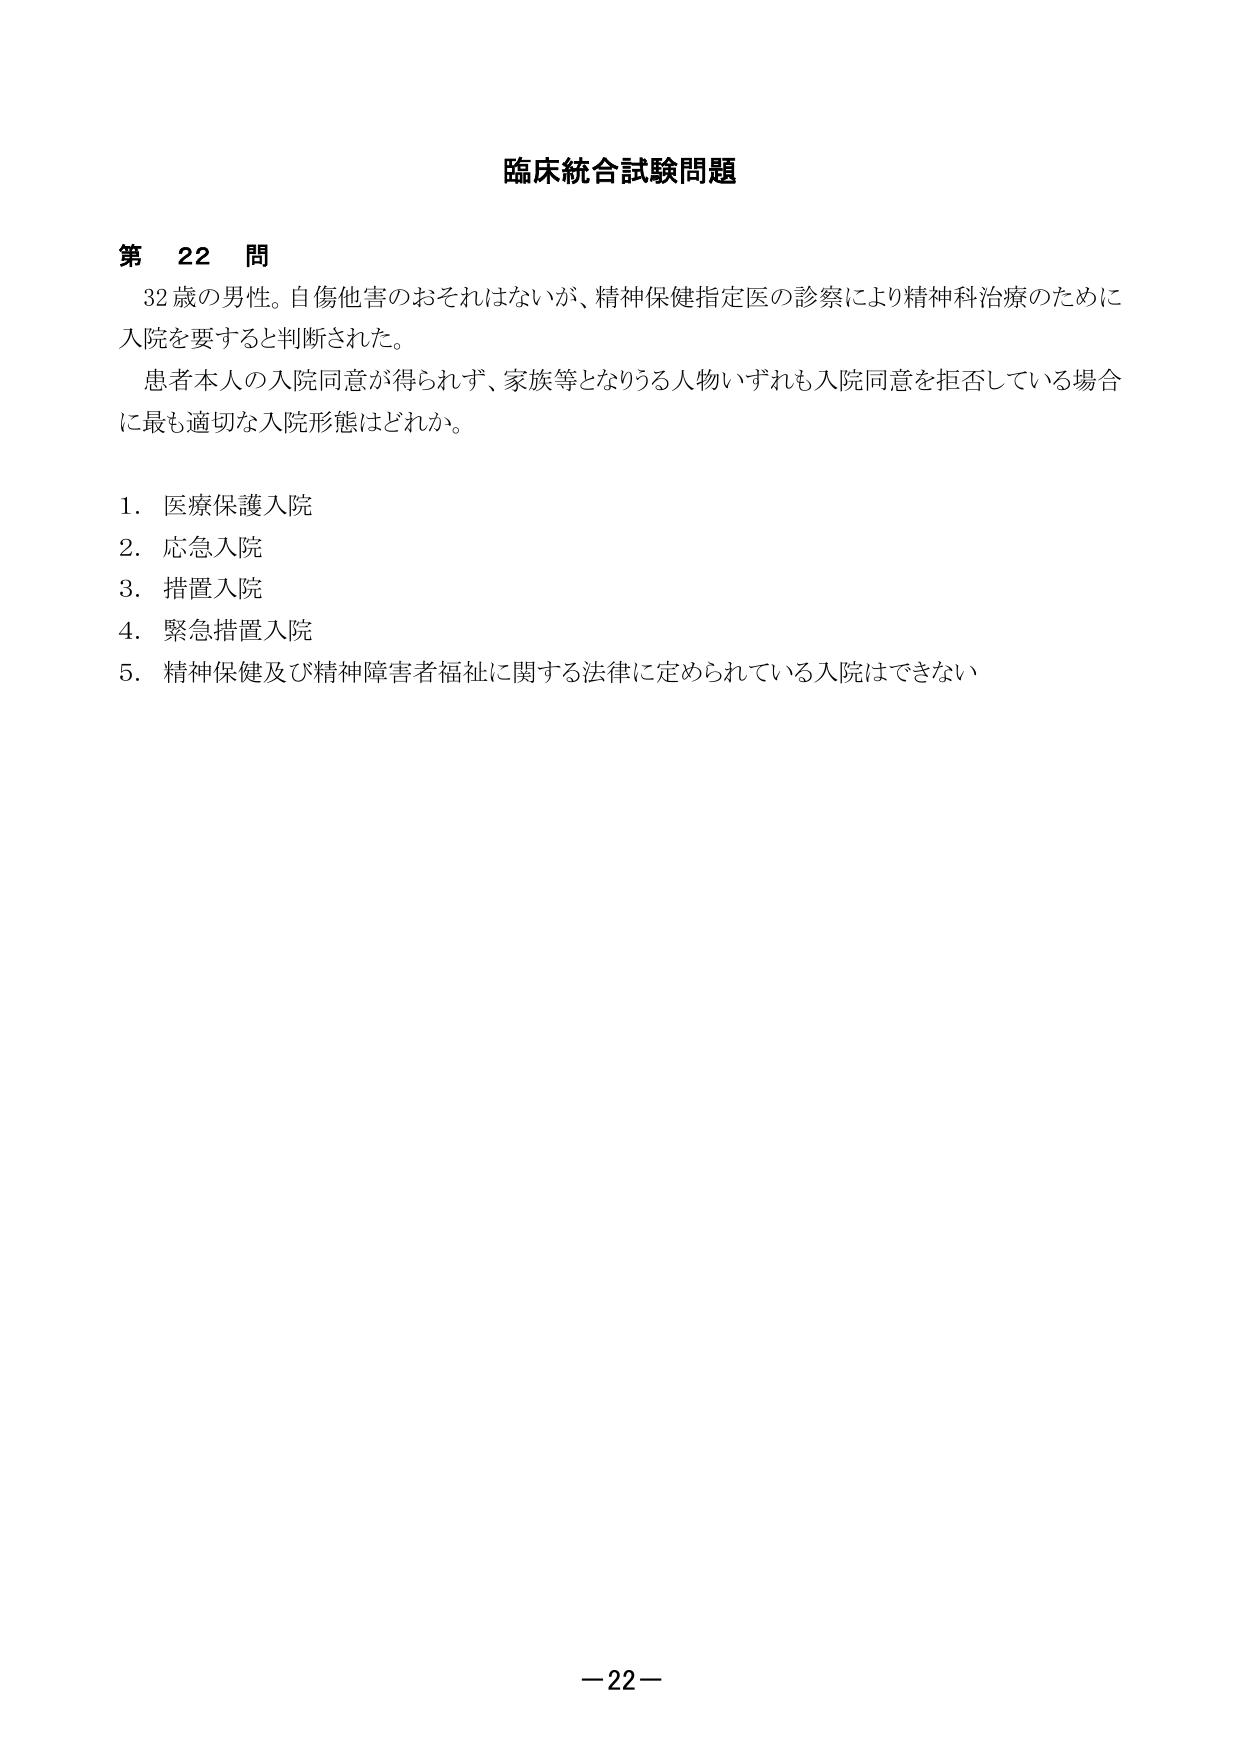 臨床統合試験問題
第 22 問
32歳の男性。自傷他害のおそれはないが、精神保健指定医の診察により精神科治療のために
入院を要すると判断された。
患者本人の入院同意が得られず、家族等となりうる人物いずれも入院同意を拒否している場合
に最も適切な入院形態はどれか。
1. 医療保護入院
2. 応急入院
3. 措置入院
4. 緊急措置入院
5. 精神保健及び精神障害者福祉に関する法律に定められている入院はできない
―22―